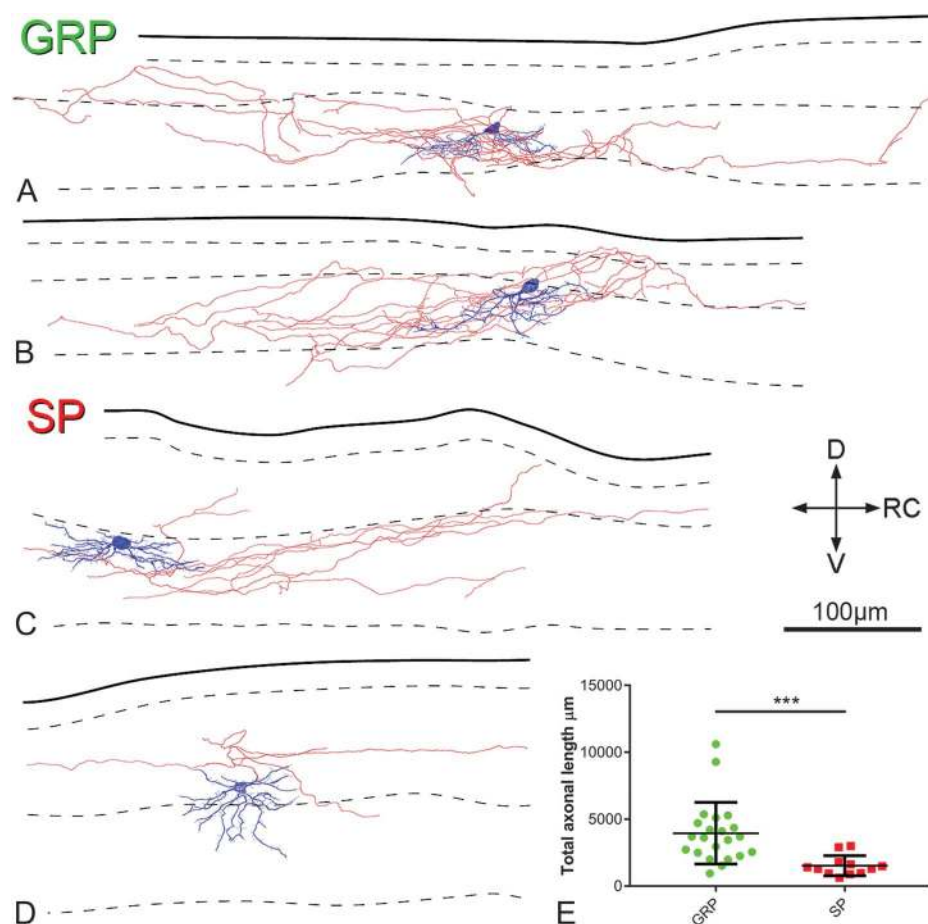 GRP
A
B
SP
D
RC
V
C
100µm
D
E
Total axonal length µm
15000
10000
5000
0
***
GRP
SP